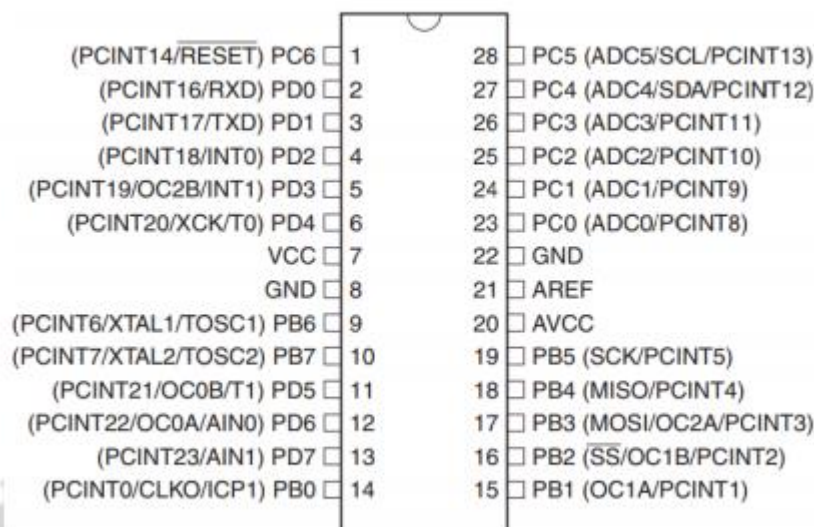 (PCINT14/RESET) PC6 1 28 PC5 (ADC5/SCL/PCINT13)
(PCINT16/RXD) PD0 2 27 PC4 (ADC4/SDA/PCINT12)
(PCINT17/TXD) PD1 3 26 PC3 (ADC3/PCINT11)
(PCINT18/INT0) PD2 4 25 PC2 (ADC2/PCINT10)
(PCINT19/OC2B/INT1) PD3 5 24 PC1 (ADC1/PCINT9)
(PCINT20/XCK/T0) PD4 6 23 PC0 (ADC0/PCINT8)
VCC 7 22 GND
GND 8 21 AREF
(PCINT6/XTAL1/TOSC1) PB6 9 20 AVCC
(PCINT7/XTAL2/TOSC2) PB7 10 19 PB5 (SCK/PCINT5)
(PCINT21/OC0B/T1) PD5 11 18 PB4 (MISO/PCINT4)
(PCINT22/OC0A/AIN0) PD6 12 17 PB3 (MOSI/OC2A/PCINT3)
(PCINT23/AIN1) PD7 13 16 PB2 (SS/OC1B/PCINT2)
(PCINT0/CLKO/ICP1) PB0 14 15 PB1 (OC1A/PCINT1)